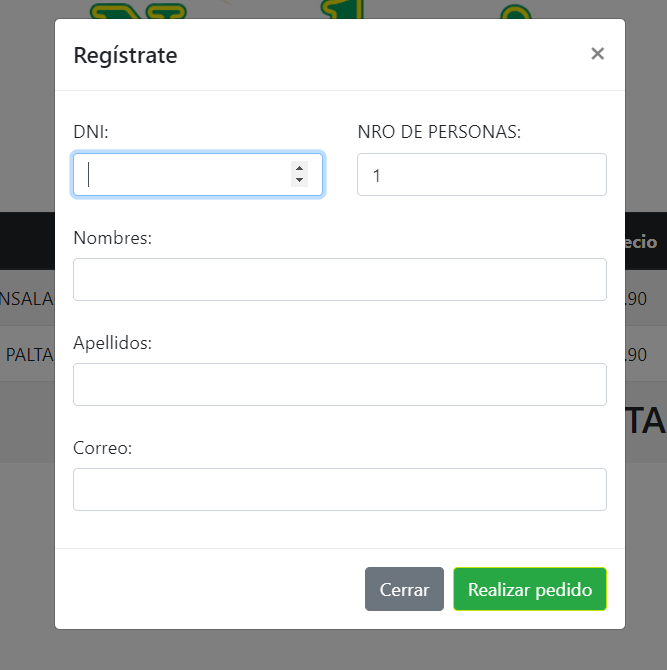 Regístrate ×
DNI: NRO DE PERSONAS:
1
Nombres:
ecio
NSALA .90
Apellidos:
PALTA .90
TA
Correo:
Cerrar Realizar pedido